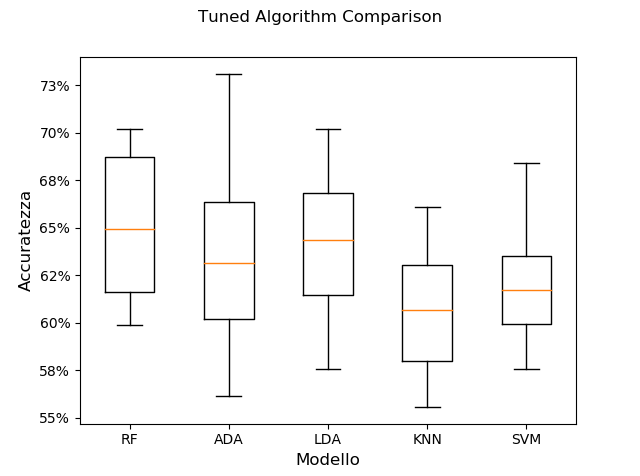 Tuned Algorithm Comparison
73%
70%
68%
65%
62%
60%
58%
55%
Accuratezza
RF ADA LDA KNN SVM
Modello